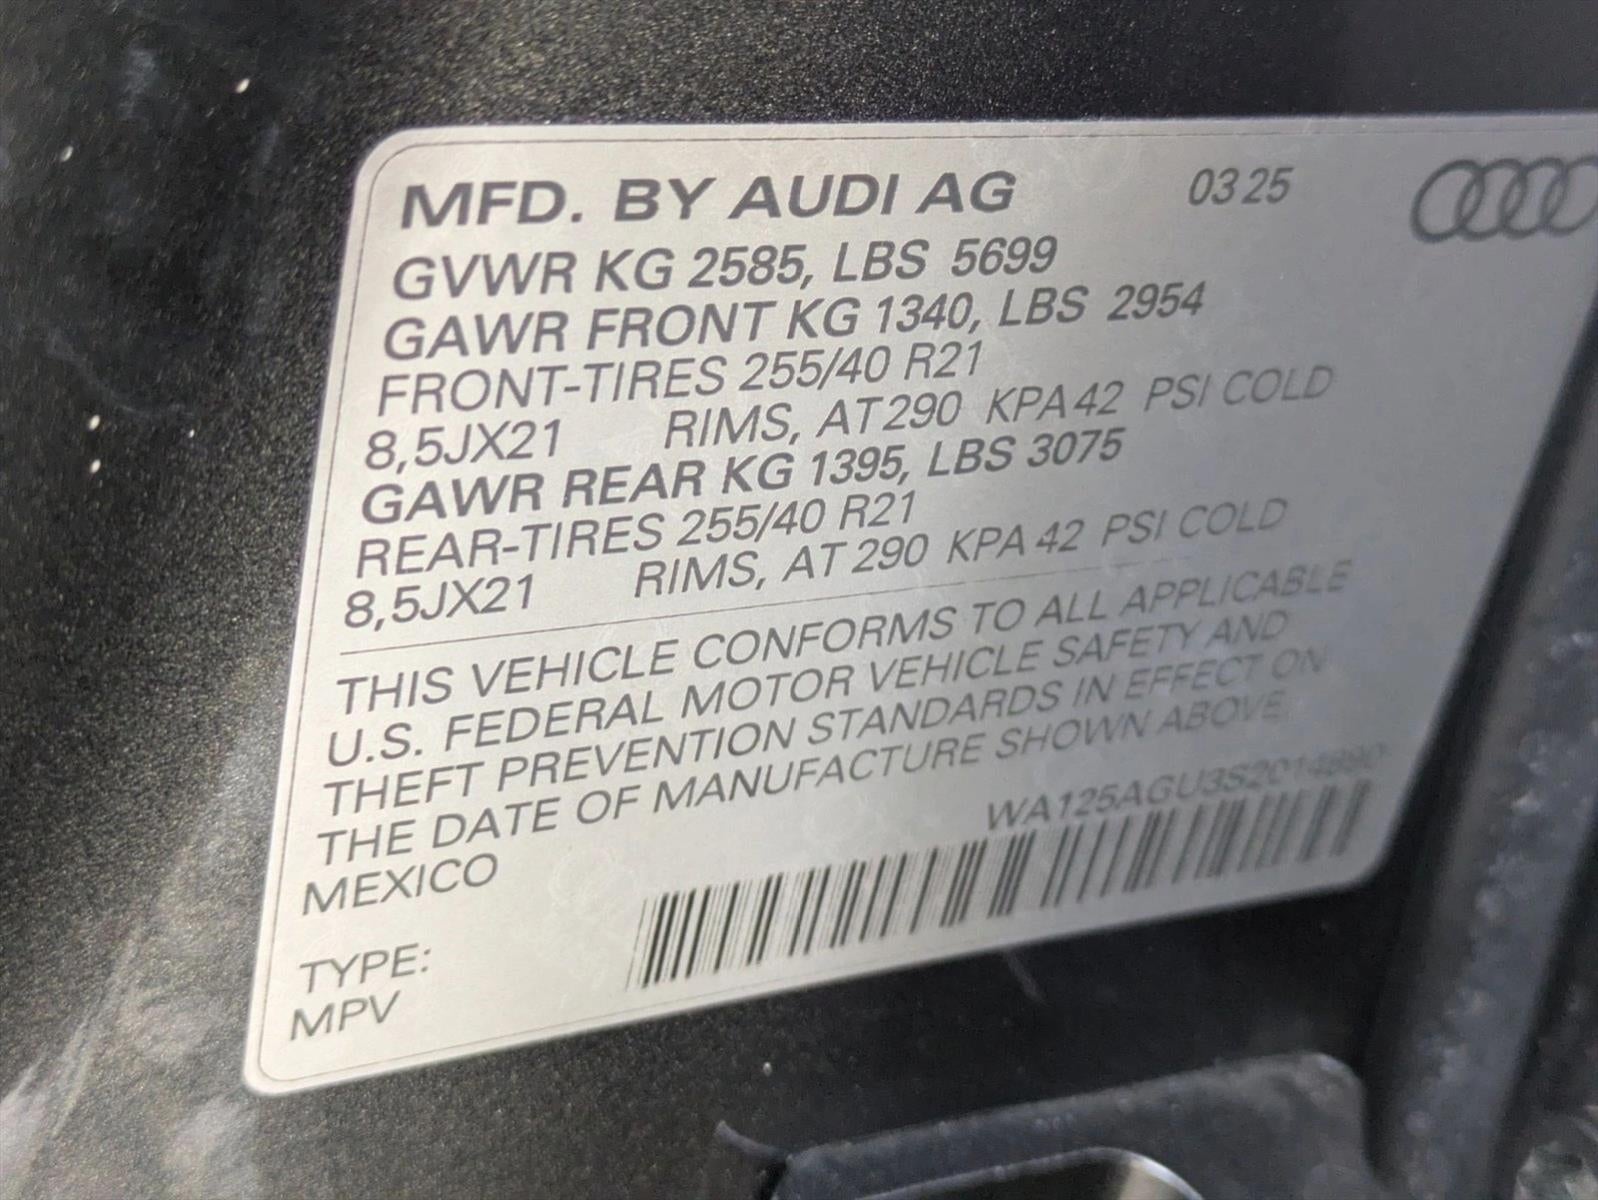 MFD. BY AUDI AG 03 25
GVWR KG 2585, LBS 5699
GAWR FRONT KG 1340, LBS 2954
FRONT-TIRES 255/40 R21
8,5JX21 RIMS, AT 290 KPA 42 PSI COLD
GAWR REAR KG 1395, LBS 3075
REAR-TIRES 255/40 R21
8,5JX21 RIMS, AT 290 KPA 42 PSI COLD
THIS VEHICLE CONFORMS TO ALL APPLICABLE
U.S. FEDERAL MOTOR VEHICLE SAFETY AND
THEFT PREVENTION STANDARDS IN EFFECT ON
THE DATE OF MANUFACTURE SHOWN ABOVE.
MEXICO
TYPE:
MPV